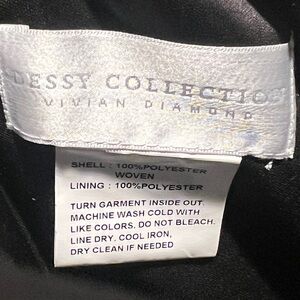 DESSY COLLECTIO
VIVIAN DIAMOND
SHELL : 100%POLYESTER
WOVEN
LINING : 100%POLYESTER
TURN GARMENT INSIDE OUT.
MACHINE WASH COLD WITH
LIKE COLORS. DO NOT BLEACH.
LINE DRY. COOL IRON,
DRY CLEAN IF NEEDED